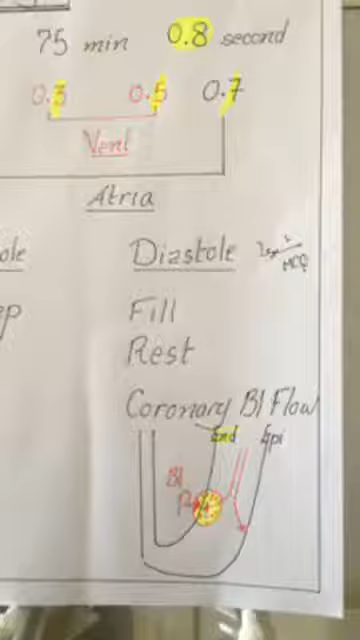 75 min 0.8 second
0.3 0.5 0.7
Vent
Atria
ole Diastole MCQ
Fill
Rest
Coronary Bl Flow
End Epi
Bl